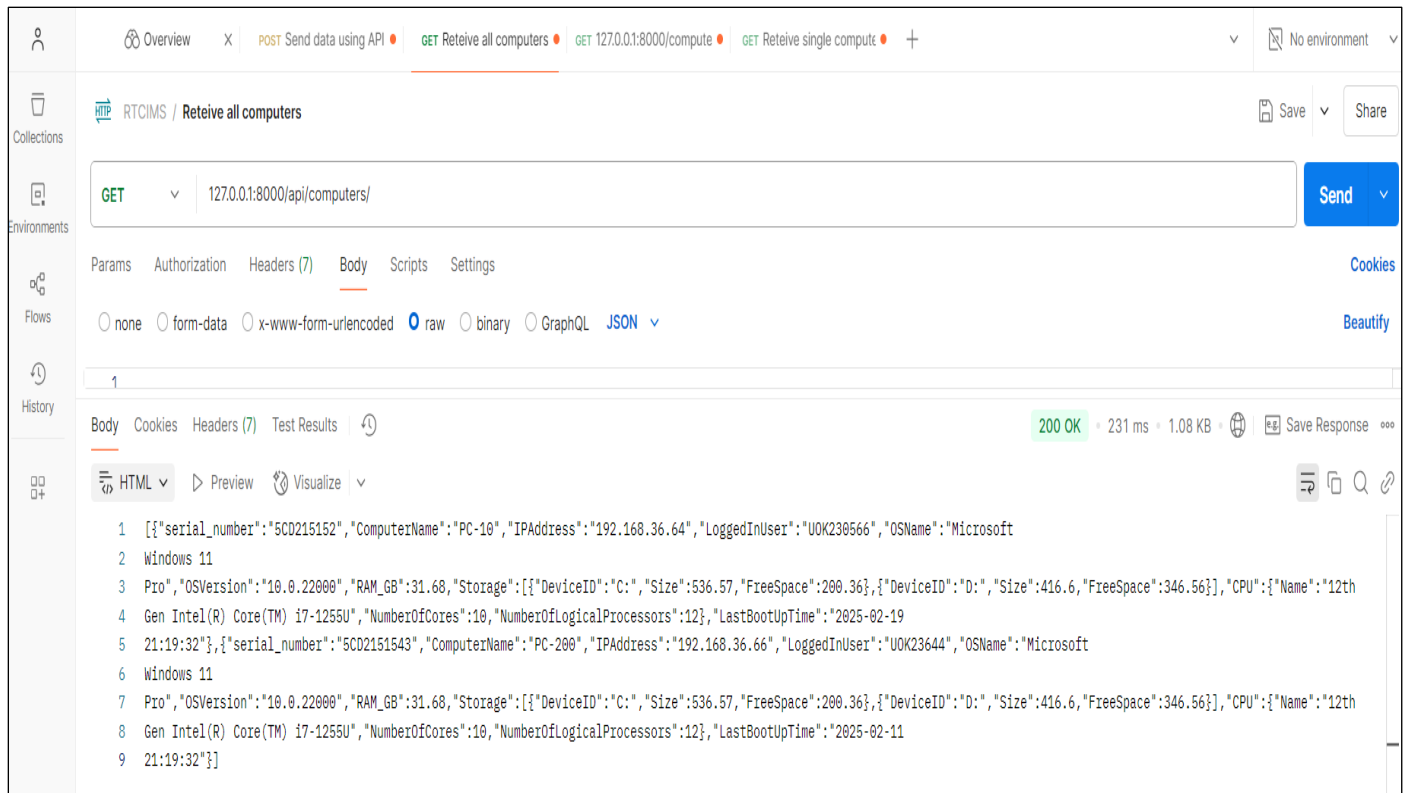 Overview X POST Send data using API GET Reteive all computers GET 127.0.0.1:8000/compute GET Reteive single compute + No environment
HTTP RTCIMS / Reteive all computers Save Share
Collections
GET 127.0.0.1:8000/api/computers/ Send
Environments
Params Authorization Headers (7) Body Scripts Settings Cookies
Flows
none form-data x-www-form-urlencoded raw binary GraphQL JSON Beautify
1
History
Body Cookies Headers (7) Test Results 200 OK 231 ms 1.08 KB e.g. Save Response
HTML Preview Visualize
1 [{"serial_number":"5CD215152","ComputerName":"PC-10","IPAddress":"192.168.36.64","LoggedInUser":"UOK230566","OSName":"Microsoft
2 Windows 11
3 Pro","OSVersion":"10.0.22000","RAM_GB":31.68,"Storage":[{"DeviceID":"C:","Size":536.57,"FreeSpace":200.36},{"DeviceID":"D:","Size":416.6,"FreeSpace":346.56}],"CPU":{"Name":"12th
4 Gen Intel(R) Core(TM) i7-1255U","NumberOfCores":10,"NumberOfLogicalProcessors":12},"LastBootUpTime":"2025-02-19
5 21:19:32"},{"serial_number":"5CD2151543","ComputerName":"PC-200","IPAddress":"192.168.36.66","LoggedInUser":"UOK23644","OSName":"Microsoft
6 Windows 11
7 Pro","OSVersion":"10.0.22000","RAM_GB":31.68,"Storage":[{"DeviceID":"C:","Size":536.57,"FreeSpace":200.36},{"DeviceID":"D:","Size":416.6,"FreeSpace":346.56}],"CPU":{"Name":"12th
8 Gen Intel(R) Core(TM) i7-1255U","NumberOfCores":10,"NumberOfLogicalProcessors":12},"LastBootUpTime":"2025-02-11
9 21:19:32"}]